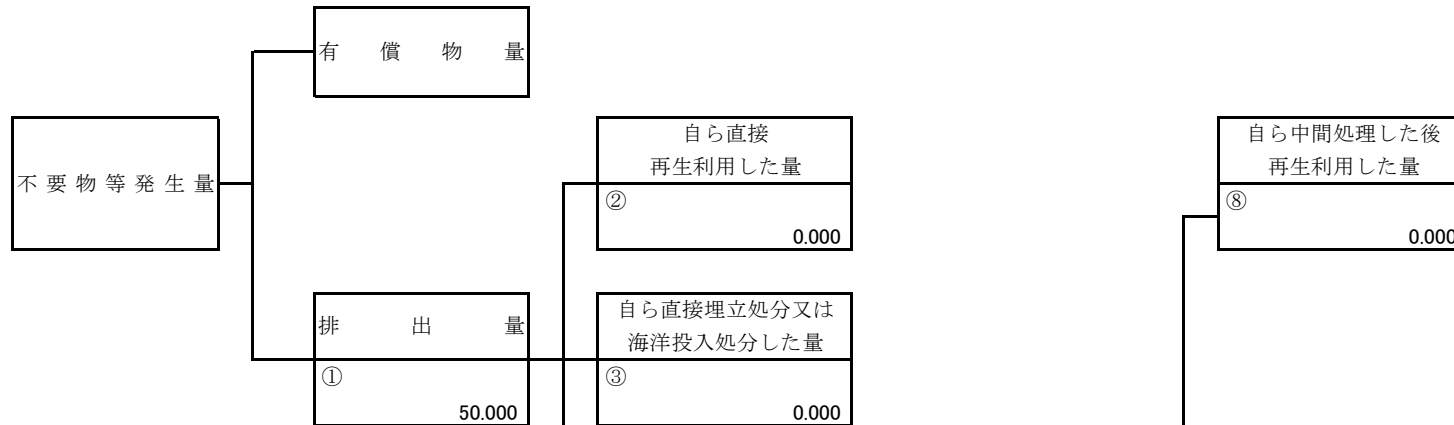 有償物量
不要物等発生量
自ら直接
再生利用した量
②
0.000
自ら中間処理した後
再生利用した量
⑧
0.000
排出量
①
50.000
自ら直接埋立処分又は
海洋投入処分した量
③
0.000